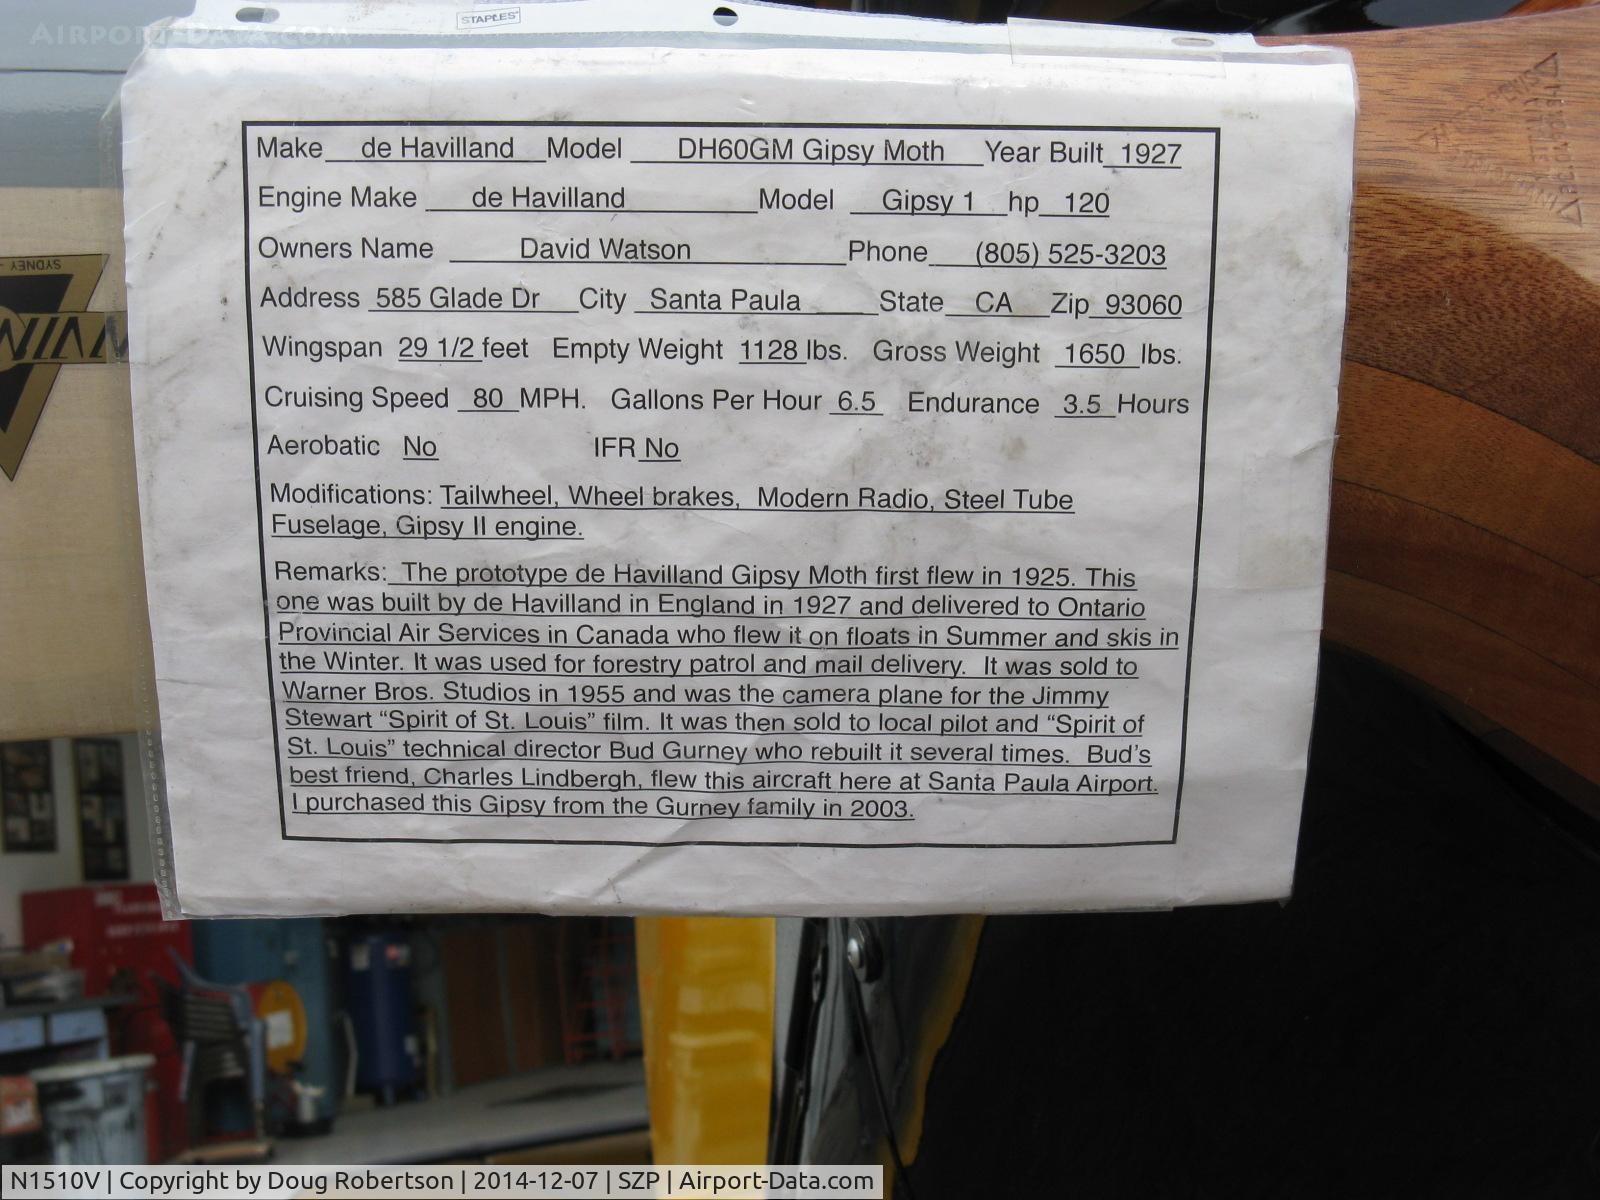 AIRPORT-DATA.COM
STAPLES
Make de Havilland Model DH60GM Gipsy Moth Year Built 1927
Engine Make de Havilland Model Gipsy 1 hp 120
Owners Name David Watson Phone (805) 525-3203
Address 585 Glade Dr City Santa Paula State CA Zip 93060
Wingspan 29 1/2 feet Empty Weight 1128 lbs. Gross Weight 1650 lbs.
Cruising Speed 80 MPH. Gallons Per Hour 6.5 Endurance 3.5 Hours
Aerobatic No IFR No
Modifications: Tailwheel, Wheel brakes, Modern Radio, Steel Tube
Fuselage, Gipsy II engine.
Remarks: The prototype de Havilland Gipsy Moth first flew in 1925. This
one was built by de Havilland in England in 1927 and delivered to Ontario
Provincial Air Services in Canada who flew it on floats in Summer and skis in
the Winter. It was used for forestry patrol and mail delivery. It was sold to
Warner Bros. Studios in 1955 and was the camera plane for the Jimmy
Stewart “Spirit of St. Louis” film. It was then sold to local pilot and “Spirit of
St. Louis” technical director Bud Gurney who rebuilt it several times. Bud’s
best friend, Charles Lindbergh, flew this aircraft here at Santa Paula Airport.
I purchased this Gipsy from the Gurney family in 2003.
SYDNEY
N1510V | Copyright by Doug Robertson | 2014-12-07 | SZP | Airport-Data.com